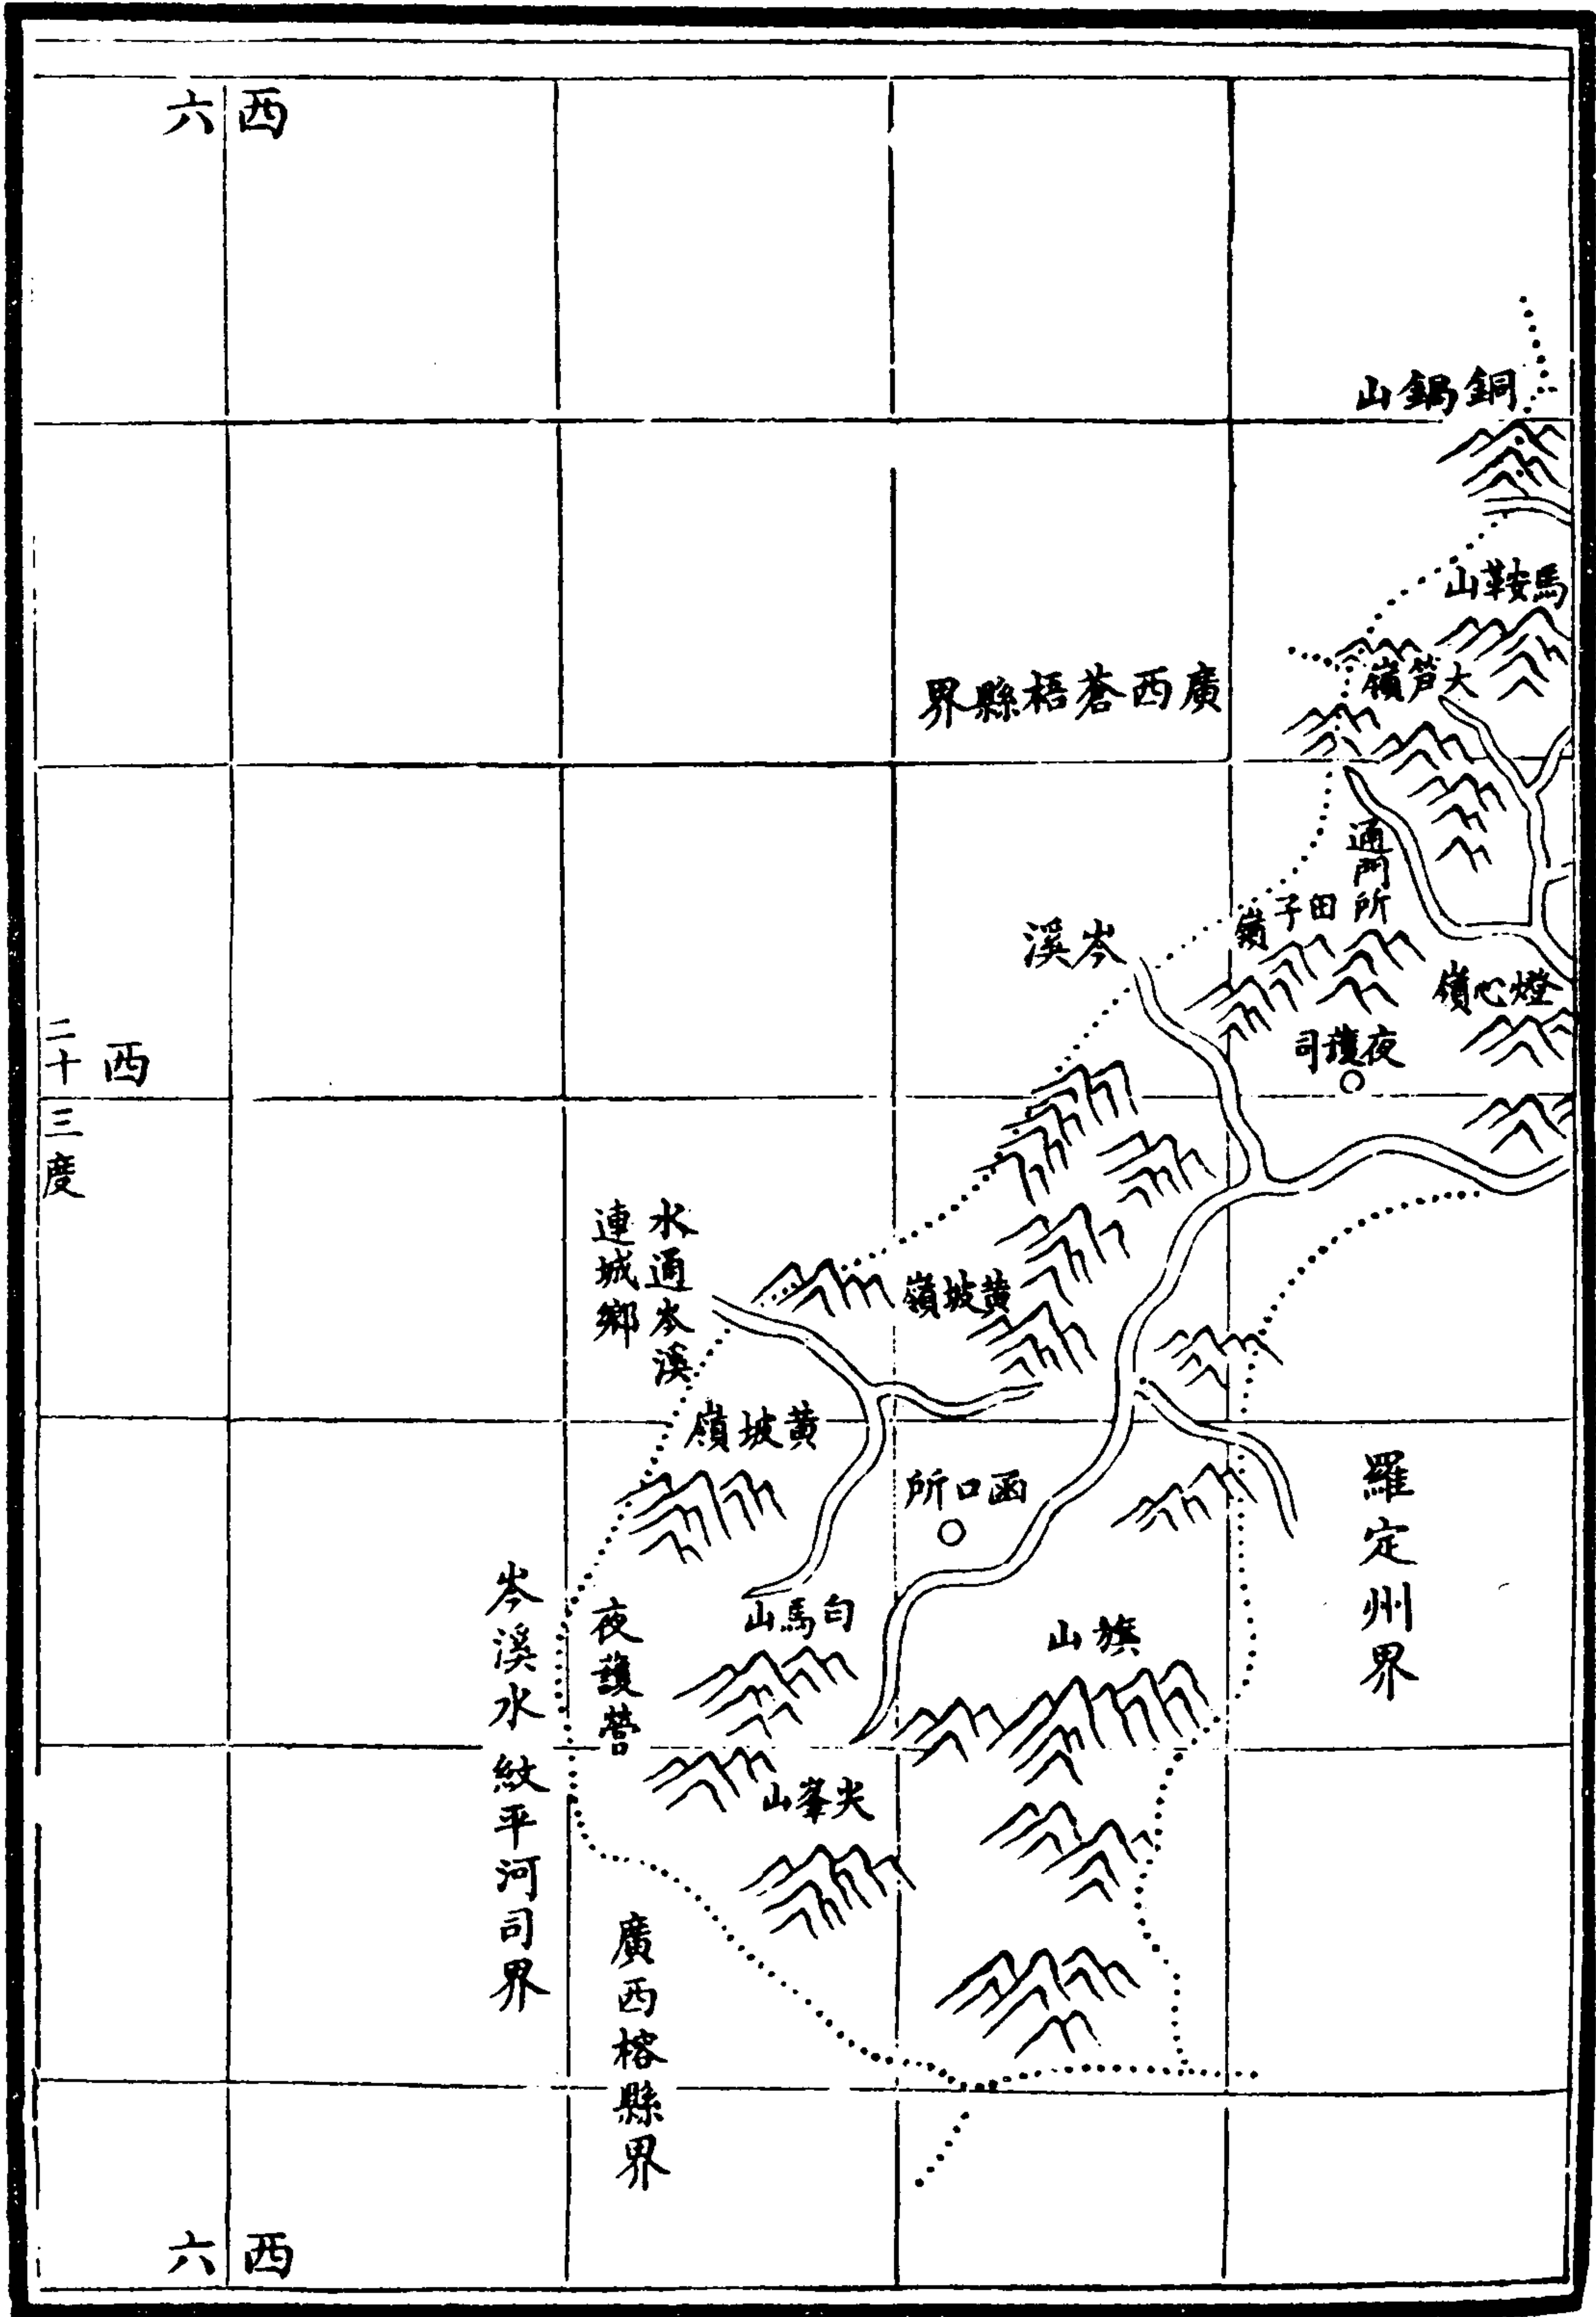 西六
銅鍋山
馬鞍山
大笞嶺
廣西蒼梧縣界
通門所
田子嶺
岑溪
燈心嶺
夜瓊司
西
二十三度
水通岑溪
連城鄉
黃坡嶺
黃坡嶺
函口所
羅定州界
白馬山
旗山
夜護營
岑溪水紋平河司界
尖峯山
廣西榕縣界
西六